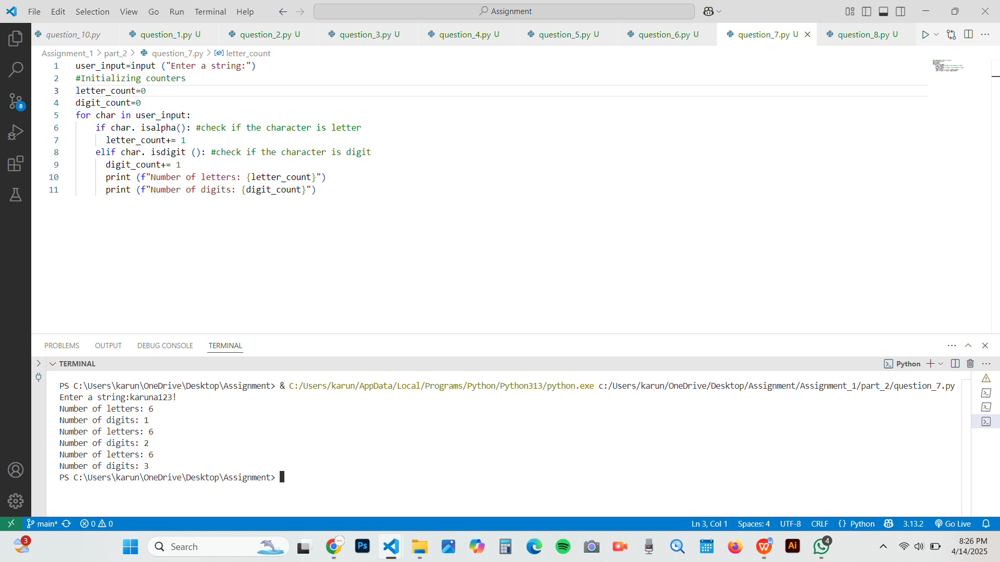 File Edit Selection View Go Run Terminal Help
Assignment
question_10.py question_1.py U question_2.py U question_3.py U question_4.py U question_5.py U question_6.py U question_7.py U question_8.py U
Assignment_1 > part_2 > question_7.py > letter_count
1 user_input=input ("Enter a string:")
2 #Initializing counters
3 letter_count=0
4 digit_count=0
5 for char in user_input:
6 if char. isalpha(): #check if the character is letter
7 letter_count+= 1
8 elif char. isdigit (): #check if the character is digit
9 digit_count+= 1
10 print (f"Number of letters: {letter_count}")
11 print (f"Number of digits: {digit_count}")
8
PROBLEMS OUTPUT DEBUG CONSOLE TERMINAL
TERMINAL Python
PS C:\Users\karun\OneDrive\Desktop\Assignment> & C:/Users/karun/AppData/Local/Programs/Python/Python313/python.exe c:/Users/karun/OneDrive/Desktop/Assignment/Assignment_1/part_2/question_7.py
Enter a string:karuna123!
Number of letters: 6
Number of digits: 1
Number of letters: 6
Number of digits: 2
Number of letters: 6
Number of digits: 3
PS C:\Users\karun\OneDrive\Desktop\Assignment>
main* 0 0 Ln 3, Col 1 Spaces: 4 UTF-8 CRLF {} Python 3.13.2 Go Live
3 Search Ps W Ai 4 8:26 PM
4/14/2025